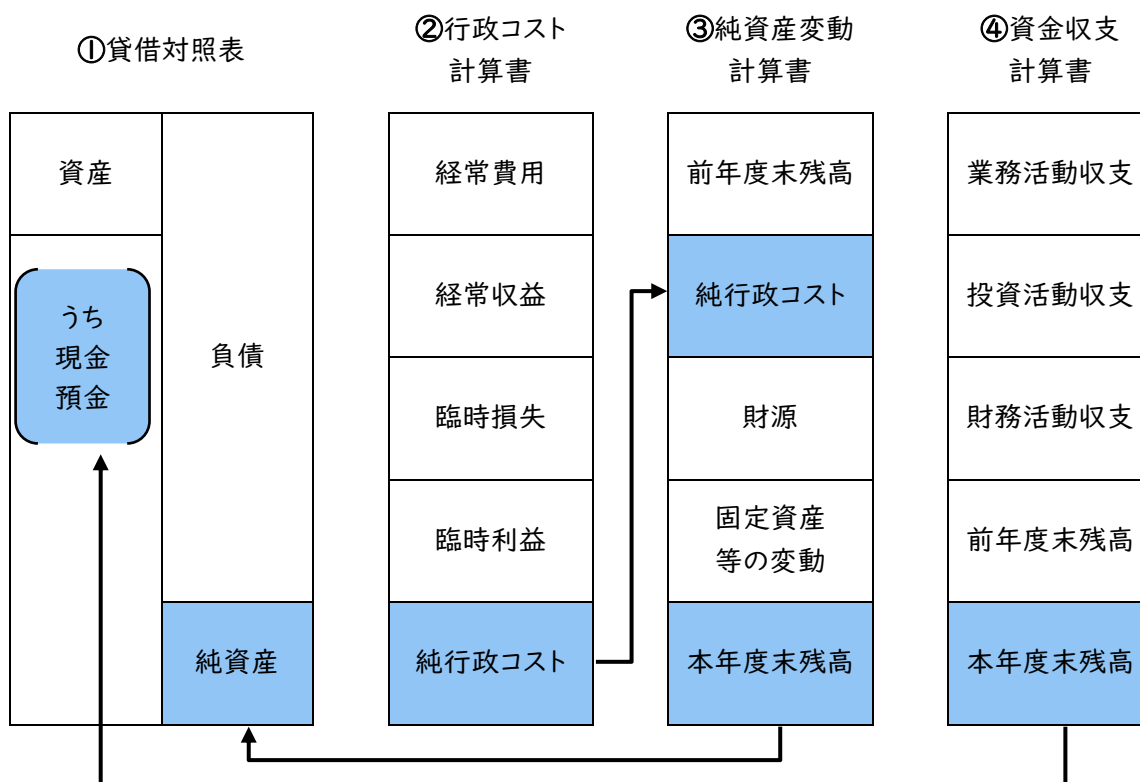 ①貸借対照表
資産
うち
現金
預金
負債
純資産
②行政コスト
計算書
経常費用
経常収益
臨時損失
臨時利益
純行政コスト
③純資産変動
計算書
前年度末残高
純行政コスト
財源
固定資産
等の変動
本年度末残高
④資金収支
計算書
業務活動収支
投資活動収支
財務活動収支
前年度末残高
本年度末残高